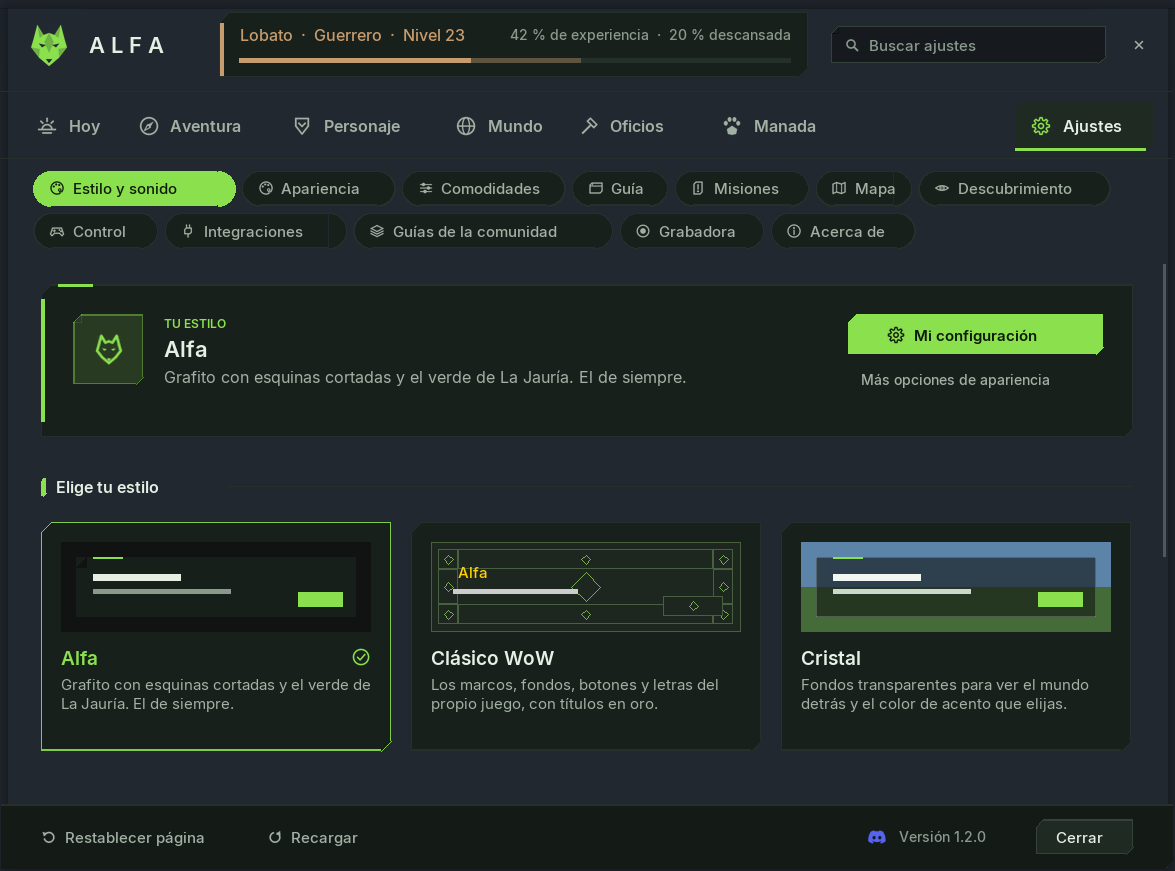 ALFA
Lobato · Guerrero · Nivel 23
42 % de experiencia · 20 % descansada
Buscar ajustes
Hoy
Aventura
Personaje
Mundo
Oficios
Manada
Ajustes
Estilo y sonido
Apariencia
Comodidades
Guía
Misiones
Mapa
Descubrimiento
Control
Integraciones
Guías de la comunidad
Grabadora
Acerca de
TU ESTILO
Alfa
Grafito con esquinas cortadas y el verde de La Jauría. El de siempre.
Mi configuración
Más opciones de apariencia
Elige tu estilo
Alfa
Alfa
Grafito con esquinas cortadas y el verde de
La Jauría. El de siempre.
Clásico WoW
Los marcos, fondos, botones y letras del
propio juego, con títulos en oro.
Cristal
Fondos transparentes para ver el mundo
detrás y el color de acento que elijas.
Restablecer página
Recargar
Versión 1.2.0
Cerrar